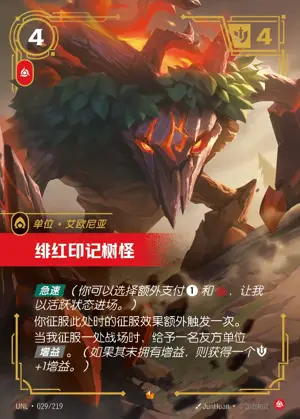 4
4
单位·艾欧尼亚
绯红印记树怪
急速 (你可以选择额外支付1和 ,让我
以活跃状态进场。)
你征服此时的征服效果额外触发一次。
当我征服一处战场时,给予一名友方单位
增益 。(如果其未拥有增益,则获得一个
+1增益。)
UNL · 029/219